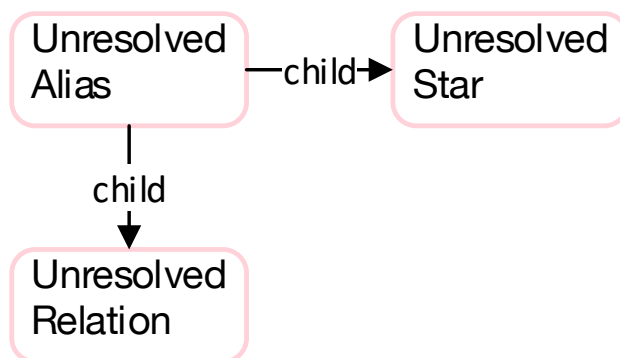 Unresolved
Alias
child
Unresolved
Star
child
Unresolved
Relation